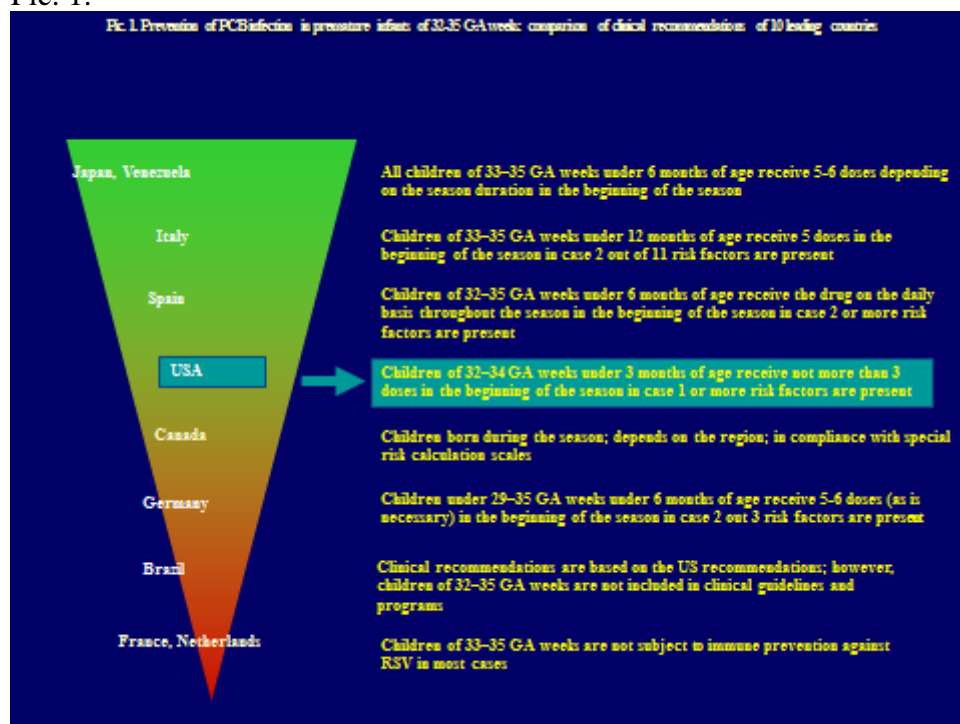 Pic. 1.
Pic. 1. Prevention of PCB infection in premature infants of 32-35 GA weeks: comparison of clinical recommendations of 10 leading countries
Japan, Venezuela
All children of 33–35 GA weeks under 6 months of age receive 5-6 doses depending
on the season duration in the beginning of the season
Italy
Children of 33–35 GA weeks under 12 months of age receive 5 doses in the
beginning of the season in case 2 out of 11 risk factors are present
Spain
Children of 32–35 GA weeks under 6 months of age receive the drug on the daily
basis throughout the season in the beginning of the season in case 2 or more risk
factors are present
USA
Children of 32–34 GA weeks under 3 months of age receive not more than 3
doses in the beginning of the season in case 1 or more risk factors are present
Canada
Children born during the season; depends on the region; in compliance with special
risk calculation scales
Germany
Children under 29–35 GA weeks under 6 months of age receive 5-6 doses (as is
necessary) in the beginning of the season in case 2 out 3 risk factors are present
Brazil
Clinical recommendations are based on the US recommendations; however,
children of 32–35 GA weeks are not included in clinical guidelines and
programs
France, Netherlands
Children of 33–35 GA weeks are not subject to immune prevention against
RSV in most cases